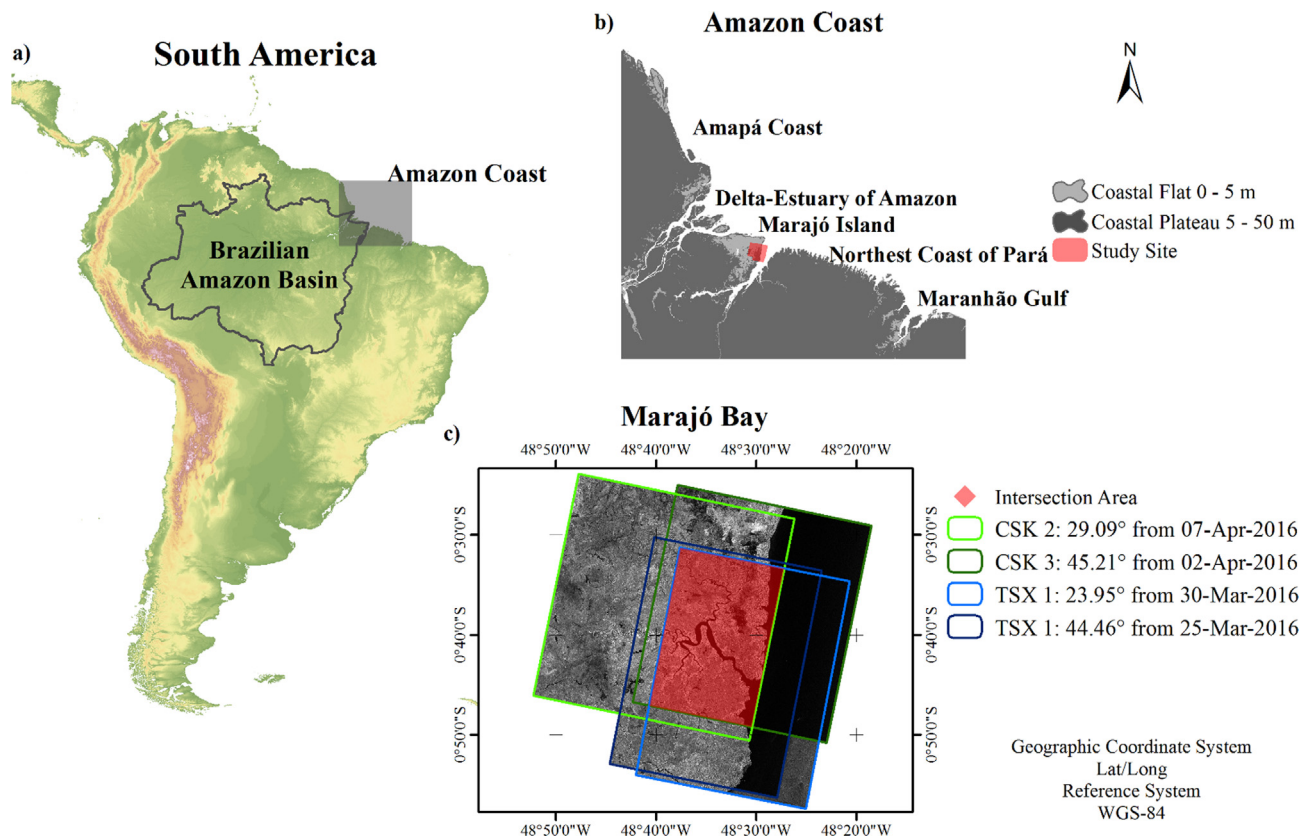 a)
South America
Amazon Coast
Brilian
Amazon Basin
b)
Amazon Coast
N
Amapá Coast
Delta-Estuary of Amazon
Marajó Island
Northest Coast of Pará
Maranhão Gulf
Coastal Flat 0 - 5 m
Coastal Plateau 5 - 50 m
Study Site
Marajó Bay
c)
48°50'0"W 48°40'0"W 48°30'0"W 48°20'0"W
0°30'0"S 0°30'0"S
0°40'0"S 0°40'0"S
0°50'0"S 0°50'0"S
48°50'0"W 48°40'0"W 48°30'0"W 48°20'0"W
Intersection Area
CSK 2: 29.09° from 07-Apr-2016
CSK 3: 45.21° from 02-Apr-2016
TSX 1: 23.95° from 30-Mar-2016
TSX 1: 44.46° from 25-Mar-2016
Geographic Coordinate System
Lat/Long
Reference System
WGS-84